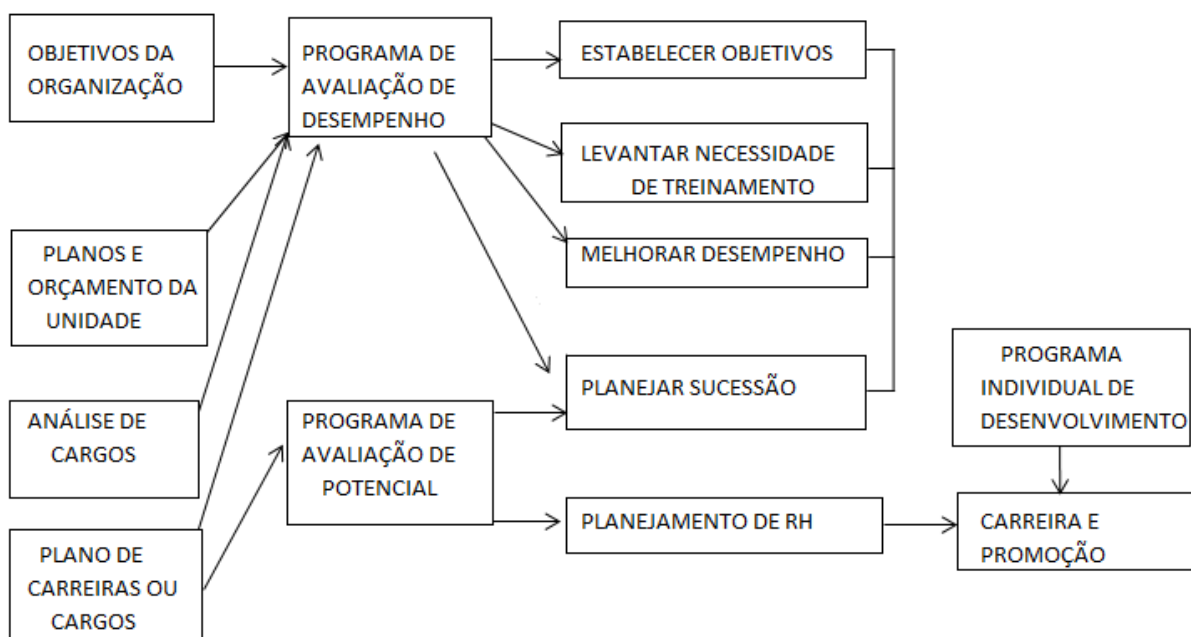 OBJETIVOS DA
ORGANIZAÇÃO
PROGRAMA DE
AVALIAÇÃO DE
DESEMPENHO
ESTABELECER OBJETIVOS
LEVANTAR NECESSIDADE
DE TREINAMENTO
PLANOS E
ORÇAMENTO DA
UNIDADE
MELHORAR DESEMPENHO
PLANEJAR SUCESSÃO
PROGRAMA
INDIVIDUAL DE
DESENVOLVIMENTO
ANÁLISE DE
CARGOS
PROGRAMA DE
AVALIAÇÃO DE
POTENCIAL
PLANEJAMENTO DE RH
CARREIRA E
PROMOÇÃO
PLANO DE
CARREIRAS OU
CARGOS